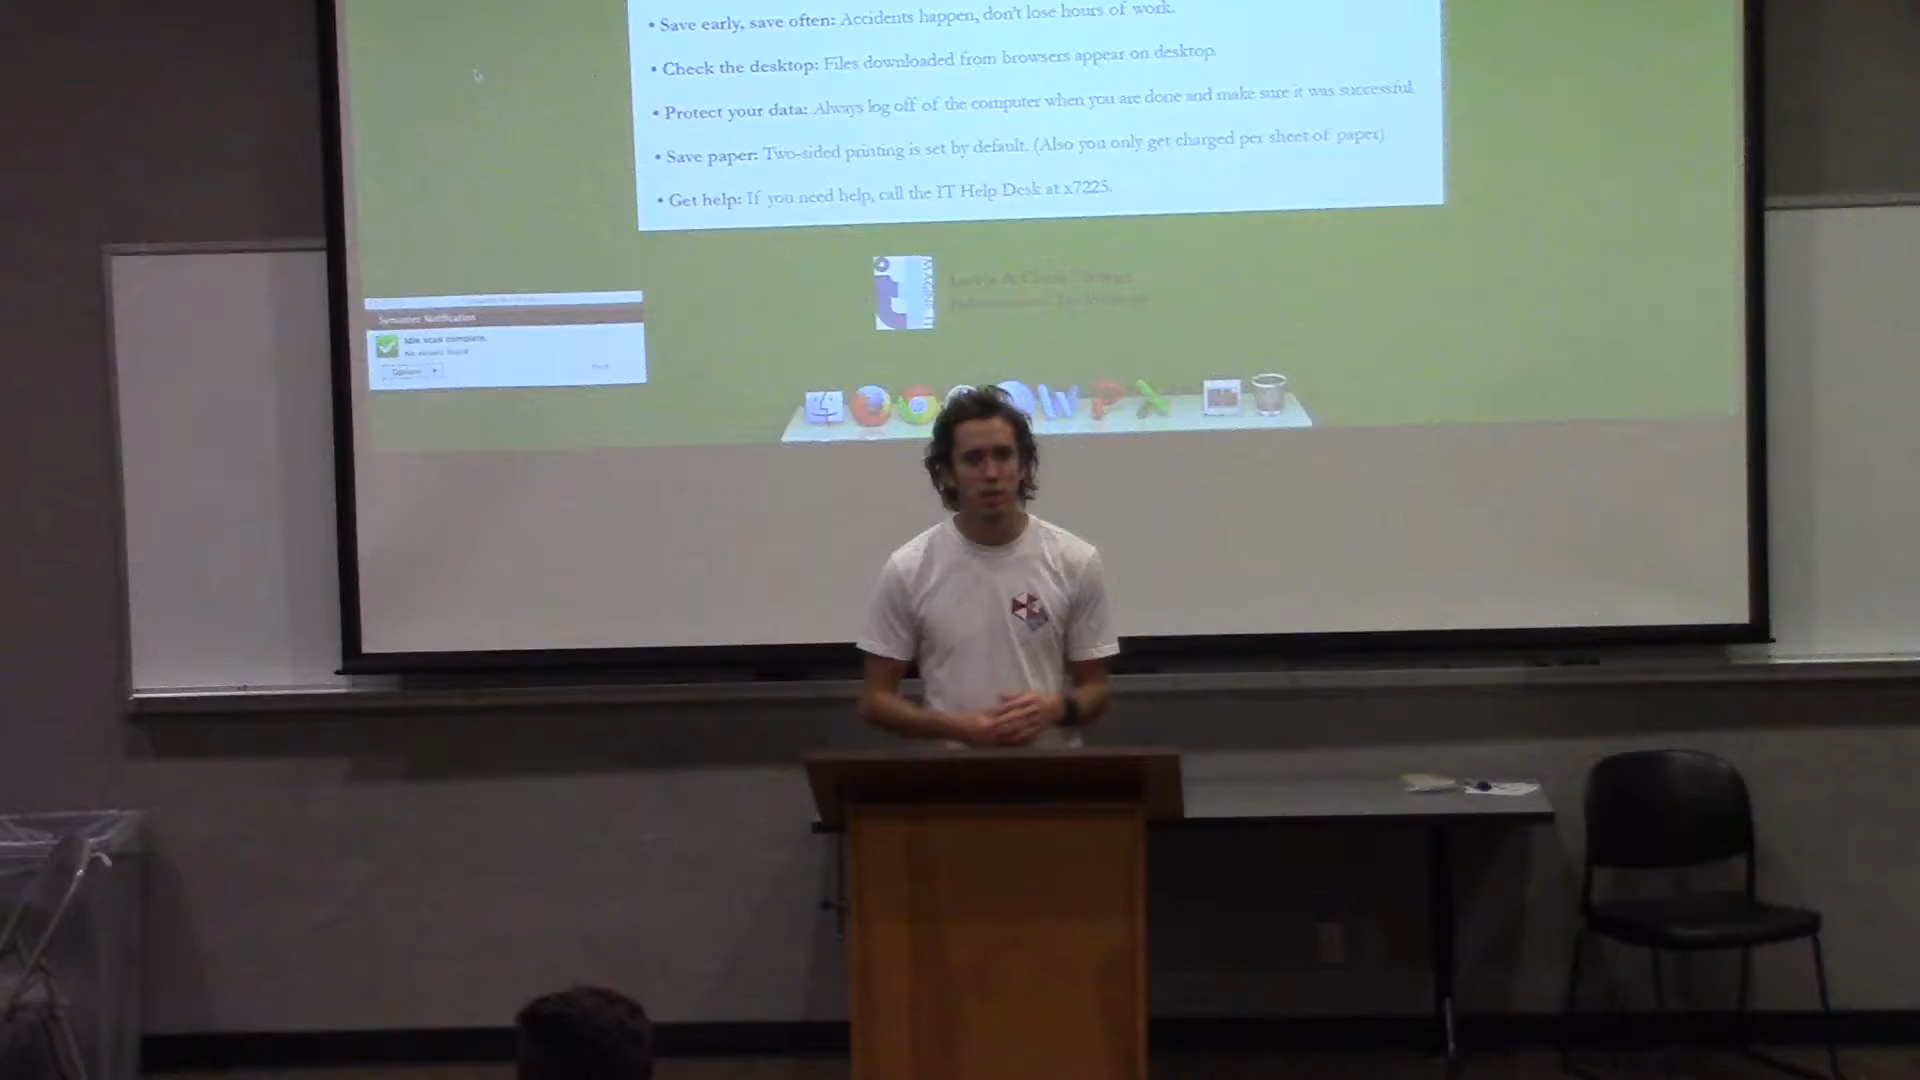 • Save early, save often: Accidents happen, don't lose hours of work.
• Check the desktop: Files downloaded from browsers appear on desktop.
• Protect your data: Always log off of the computer when you are done and make sure it was successful.
• Save paper: Two-sided printing is set by default. (Also you only get charged per sheet of paper)
• Get help: If you need help, call the IT Help Desk at x7225.
Symantec Notification
Idle scan complete.
Options